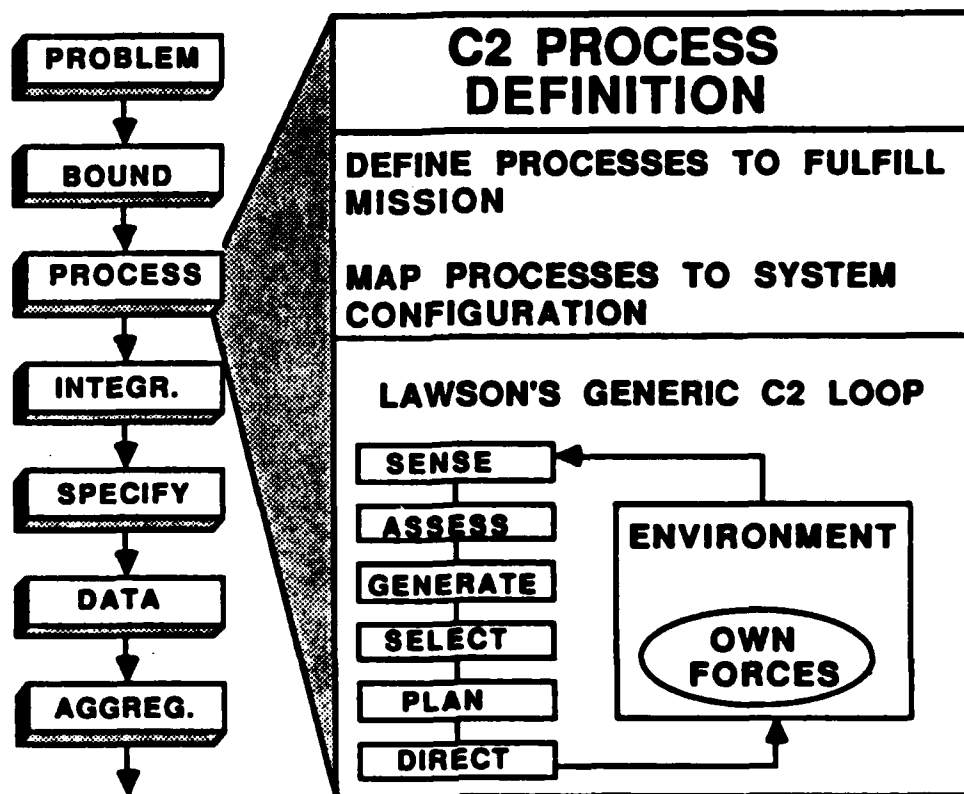 PROBLEM
BOUND
PROCESS
INTEGR.
SPECIFY
DATA
AGGREG.
C2 PROCESS
DEFINITION
DEFINE PROCESSES TO FULFILL
MISSION
MAP PROCESSES TO SYSTEM
CONFIGURATION
LAWSON'S GENERIC C2 LOOP
SENSE
ASSESS
GENERATE
SELECT
PLAN
DIRECT
ENVIRONMENT
OWN
FORCES